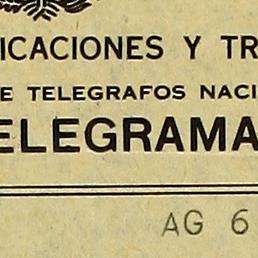 ICACIONES Y TR
E TELEGRAFOS NACI
ELEGRAMA
AG 6